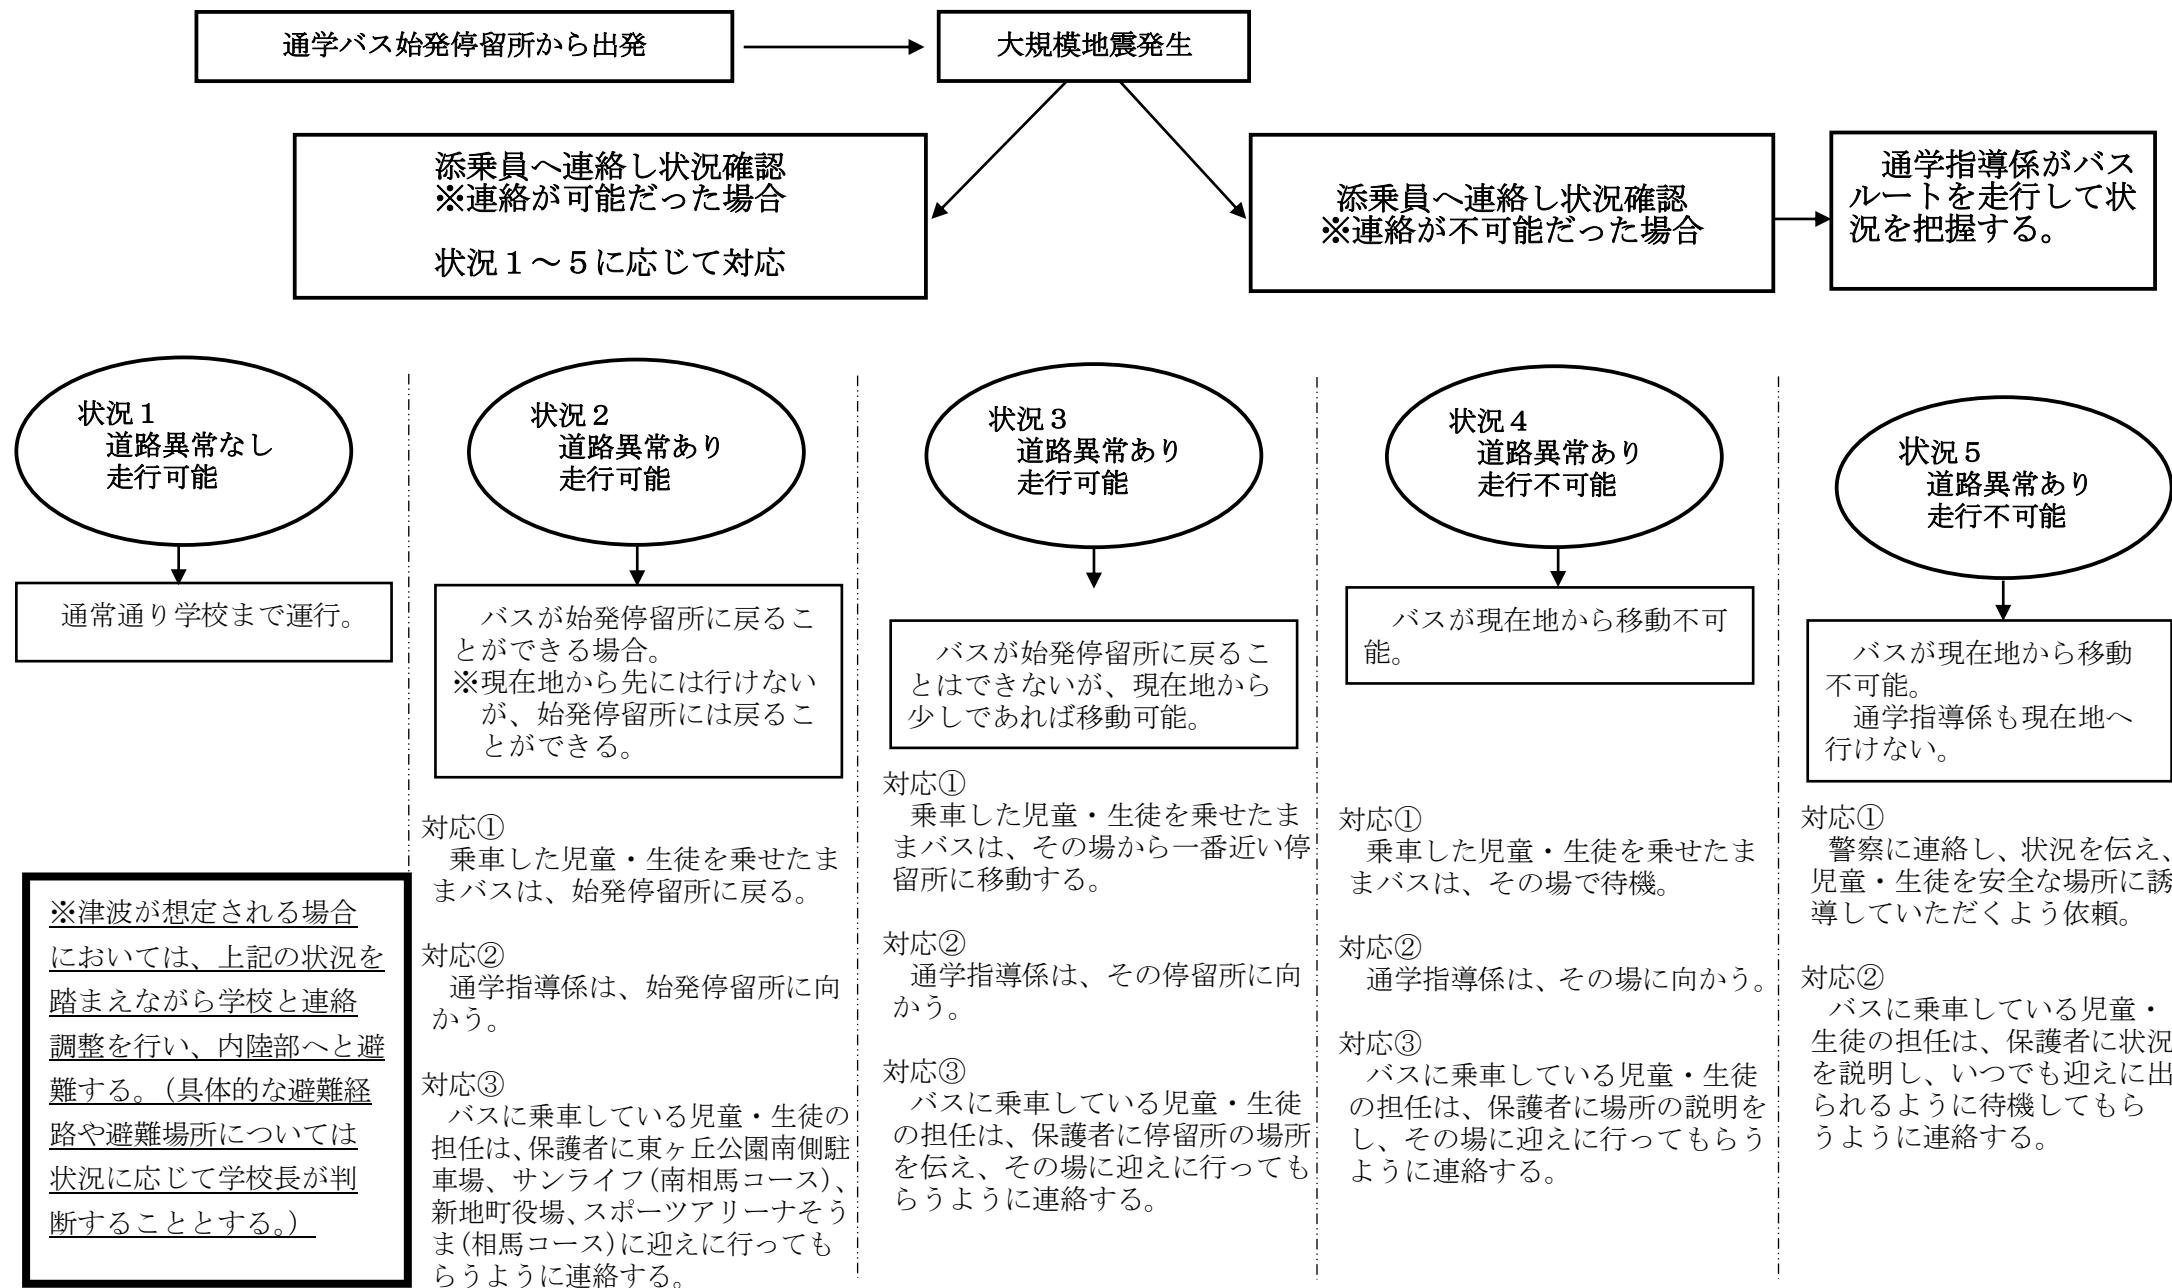 通学バス始発停留所から出発
大規模地震発生
添乗員へ連絡し状況確認
※連絡が可能だった場合
状況１～５に応じて対応
添乗員へ連絡し状況確認
※連絡が不可能だった場合
通学指導係がバス
ルートを走行して状
況を把握する。
状況１
道路異常なし
走行可能
通常通り学校まで運行。
※津波が想定される場合
においては、上記の状況を
踏まえながら学校と連絡
調整を行い、内陸部へと避
難する。（具体的な避難経
路や避難場所については
状況に応じて学校長が判
断することとする。）
状況２
道路異常あり
走行可能
バスが始発停留所に戻るこ
とができる場合。
※現在地から先には行けない
が、始発停留所には戻るこ
とができる。
対応①
乗車した児童・生徒を乗せたま
まバスは、始発停留所に戻る。
対応②
通学指導係は、始発停留所に向
かう。
対応③
バスに乗車している児童・生徒の
担任は、保護者に東ヶ丘公園南側駐
車場、サンライフ(南相馬コース)、
新地町役場、スポーツアリーナそう
ま(相馬コース)に迎えに行っても
らうように連絡する。
状況３
道路異常あり
走行可能
バスが始発停留所に戻るこ
とはできないが、現在地から
少しであれば移動可能。
対応①
乗車した児童・生徒を乗せたま
まバスは、その場から一番近い停
留所に移動する。
対応②
通学指導係は、その停留所に向
かう。
対応③
バスに乗車している児童・生徒
の担任は、保護者に停留所の場所
を伝え、その場に迎えに行っても
らうように連絡する。
状況４
道路異常あり
走行不可能
バスが現在地から移動不可
能。
対応①
乗車した児童・生徒を乗せたま
まバスは、その場で待機。
対応②
通学指導係は、その場に向かう。
対応③
バスに乗車している児童・生徒
の担任は、保護者に場所の説明を
し、その場に迎えに行ってもらう
ように連絡する。
状況５
道路異常あり
走行不可能
バスが現在地から移動
不可能。
通学指導係も現在地へ
行けない。
対応①
警察に連絡し、状況を伝え、
児童・生徒を安全な場所に誘
導していただくよう依頼。
対応②
バスに乗車している児童・
生徒の担任は、保護者に状況
を説明し、いつでも迎えに出
られるように待機してもら
うように連絡する。